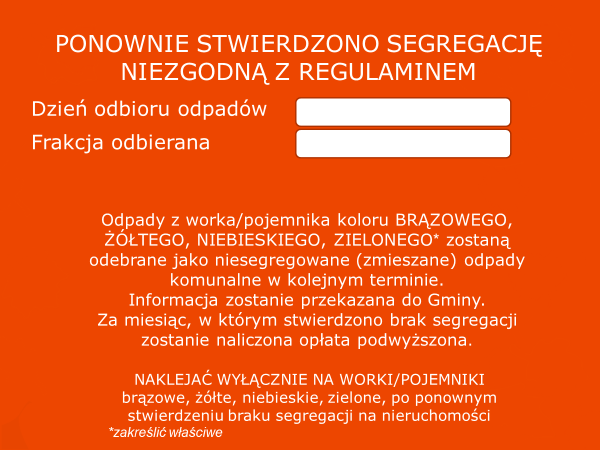 PONOWNIE STWIERDZONO SEGREGACJĘ
NIEZGODNĄ Z REGULAMINEM
Dzień odbioru odpadów
Frakcja odbierana
Odpady z worka/pojemnika koloru BRĄZOWEGO,
ŻÓŁTEGO, NIEBIESKIEGO, ZIELONEGO* zostaną
odebrane jako niesegregowane (zmieszane) odpady
komunalne w kolejnym terminie.
Informacja zostanie przekazana do Gminy.
Za miesiąc, w którym stwierdzono brak segregacji
zostanie naliczona opłata podwyższona.
NAKLEJAĆ WYŁĄCZNIE NA WORKI/POJEMNIKI
brązowe, żółte, niebieskie, zielone, po ponownym
stwierdzeniu braku segregacji na nieruchomości
*zakreślić właściwe